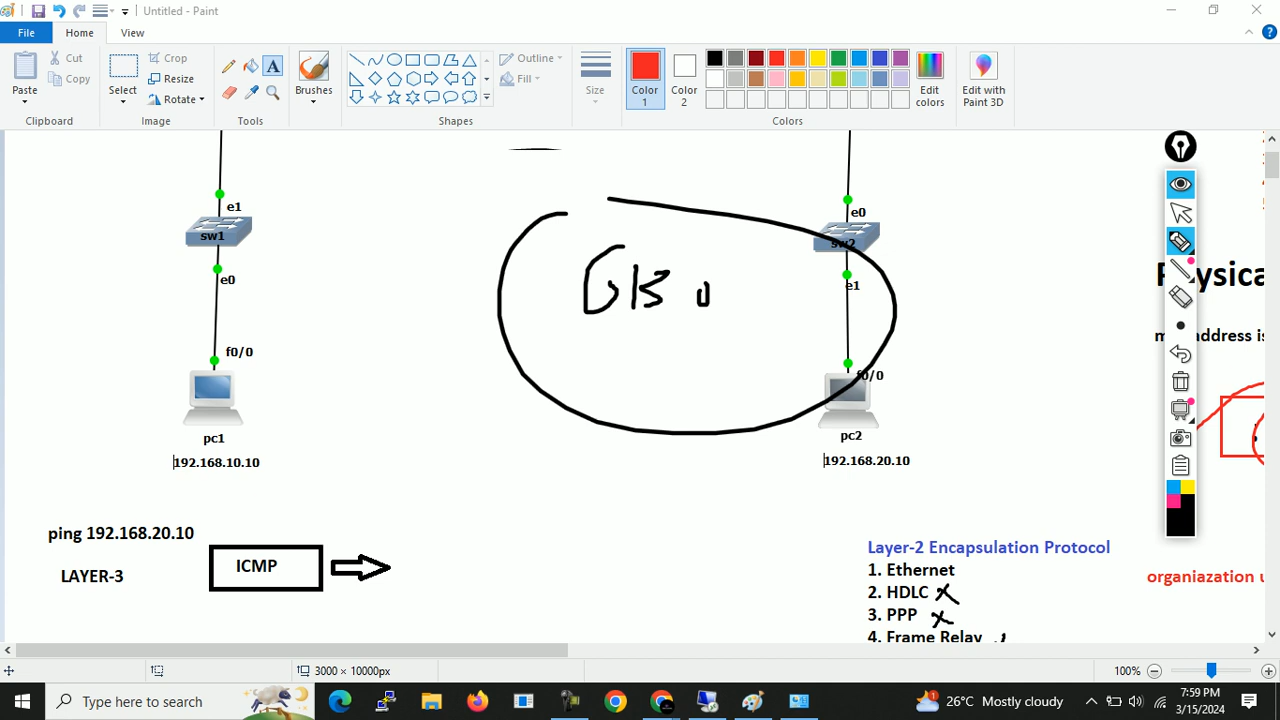 Untitled - Paint
File
Home
View
Paste
Cut
Copy
Clipboard
Select
Crop
Resize
Rotate
Image
A
Tools
Brushes
Shapes
Outline
Fill
Size
Color 1
Color 2
Edit colors
Edit with Paint 3D
Colors
e1
sw1
e0
f0/0
pc1
192.168.10.10
e0
sw2
e1
f0/0
pc2
192.168.20.10
ping 192.168.20.10
LAYER-3
ICMP
Layer-2 Encapsulation Protocol
1. Ethernet
2. HDLC
3. PPP
4. Frame Relay
address is
organiazation
3000 × 10000px
100%
Type here to search
26°C Mostly cloudy
7:59 PM
3/15/2024